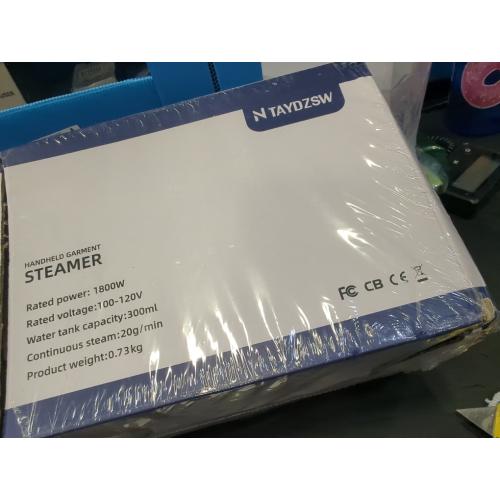 N TAYDZSW
HANDHELD GARMENT
STEAMER
Rated power: 1800W
Rated voltage:100-120V
Water tank capacity:300ml
Continuous steam:20g/min
Product weight:0.73kg
FC CB CE